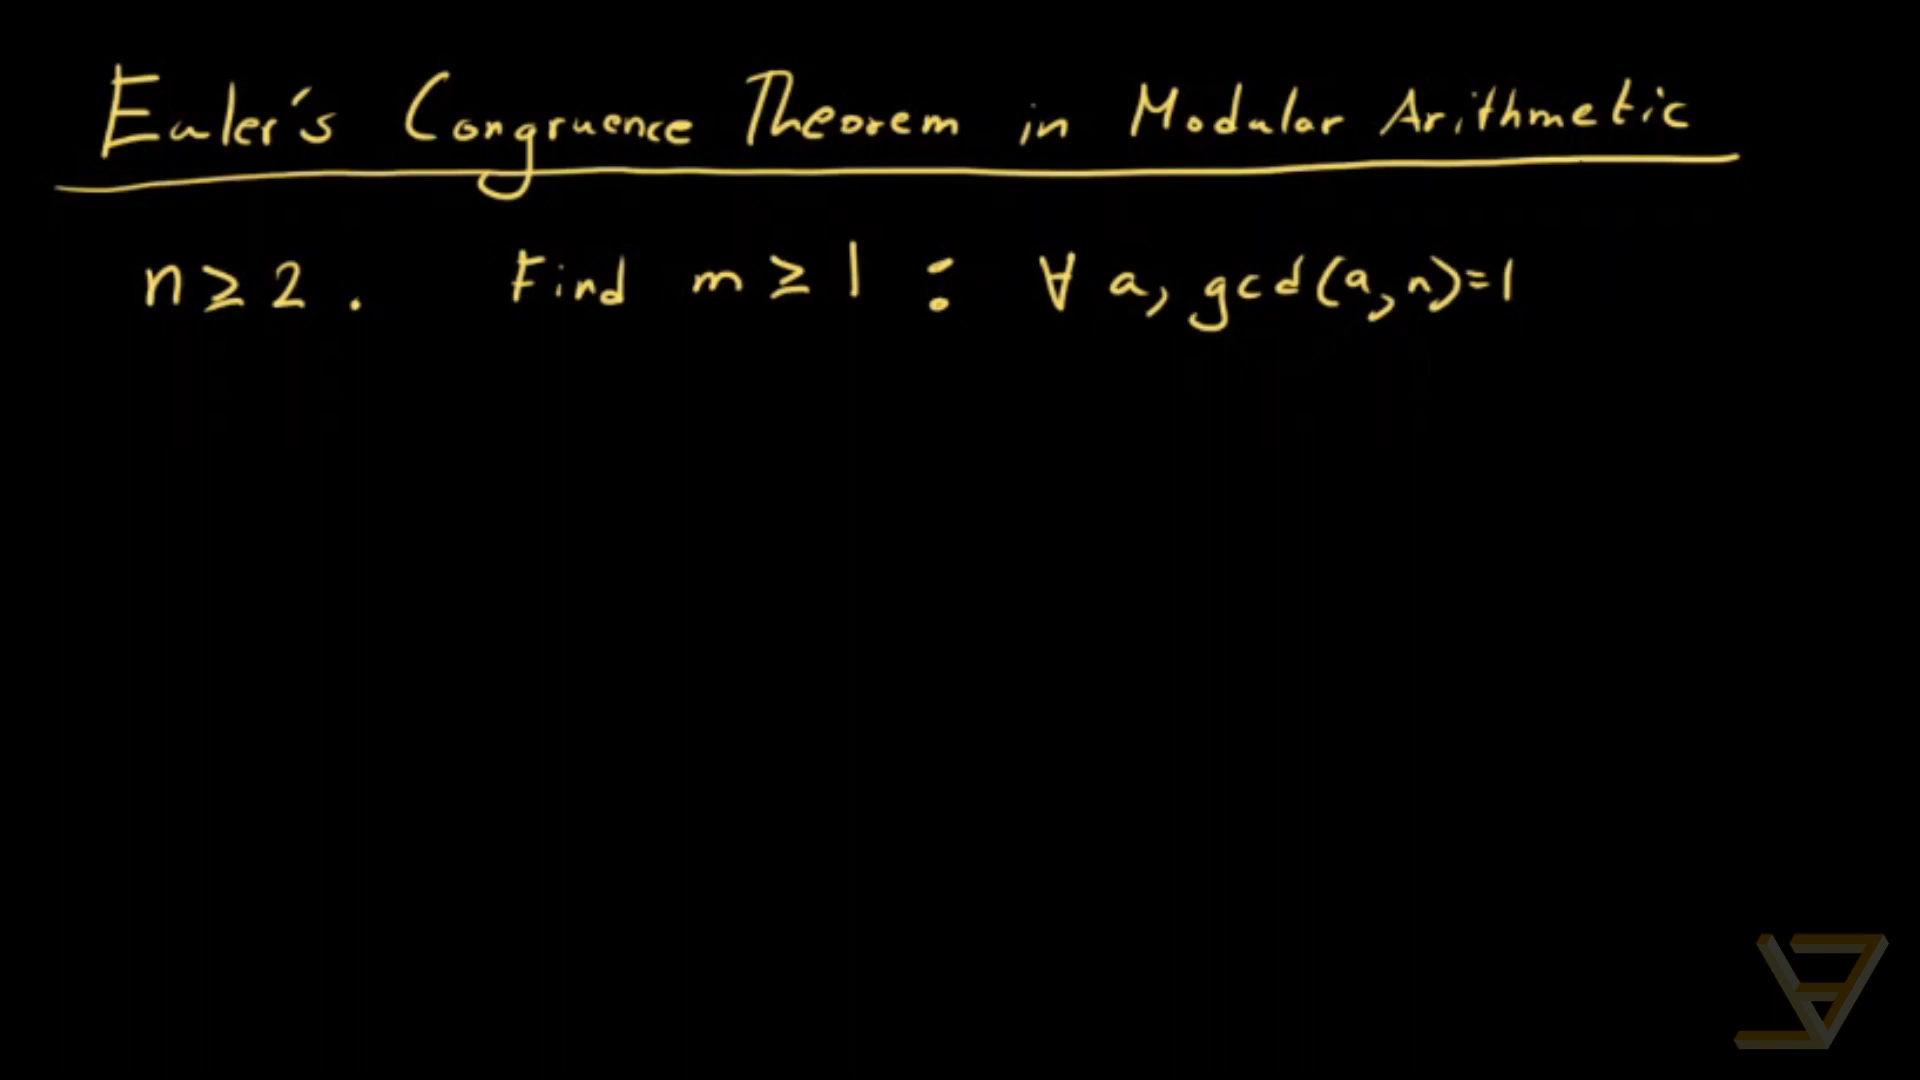 Euler's Congruence Theorem in Modular Arithmetic
n ≥ 2 . Find m ≥ 1 : ∀ a, gcd(a,n)=1